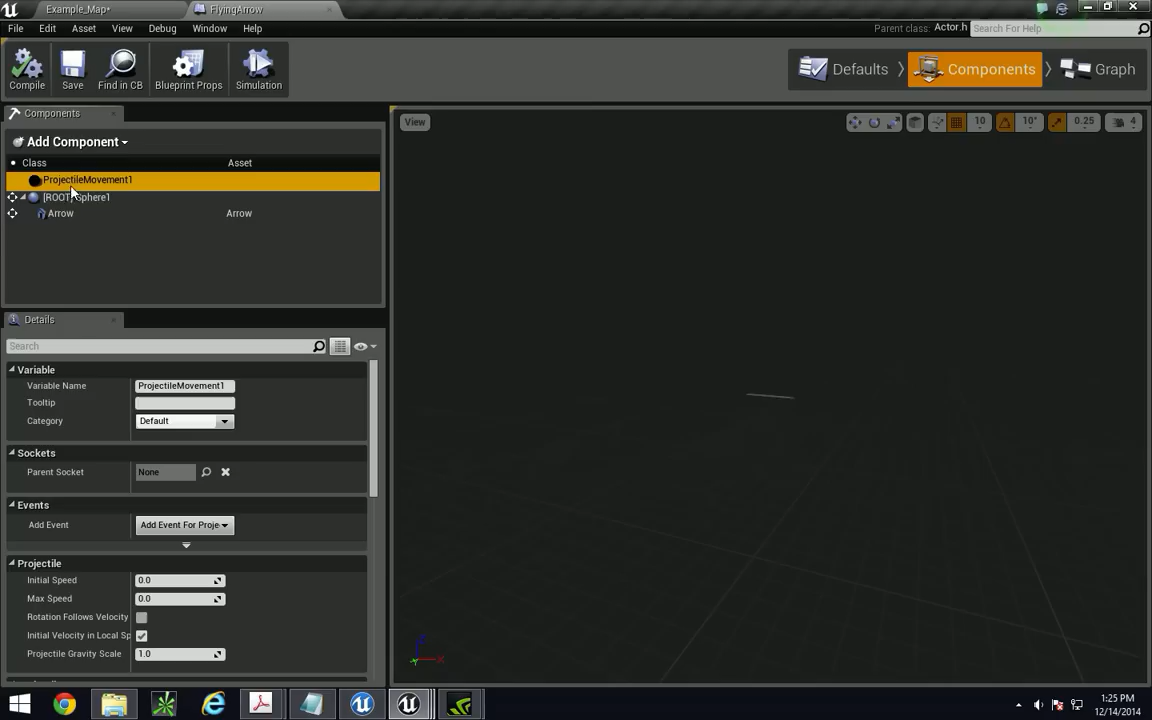 Example_Map*
FlyingArrow
File Edit Asset View Debug Window Help
Parent class: Actor.h Search For Help
Compile Save Find in CB Blueprint Props Simulation
Defaults Components Graph
Components
Add Component
Class Asset
ProjectileMovement1
[ROOT] Sphere1
Arrow Arrow
View 10 10° 0.25 4
Details
Search
Variable
Variable Name ProjectileMovement1
Tooltip
Category Default
Sockets
Parent Socket None
Events
Add Event Add Event For Proje
Projectile
Initial Speed 0.0
Max Speed 0.0
Rotation Follows Velocity
Initial Velocity in Local Sp
Projectile Gravity Scale 1.0
1:25 PM
12/14/2014